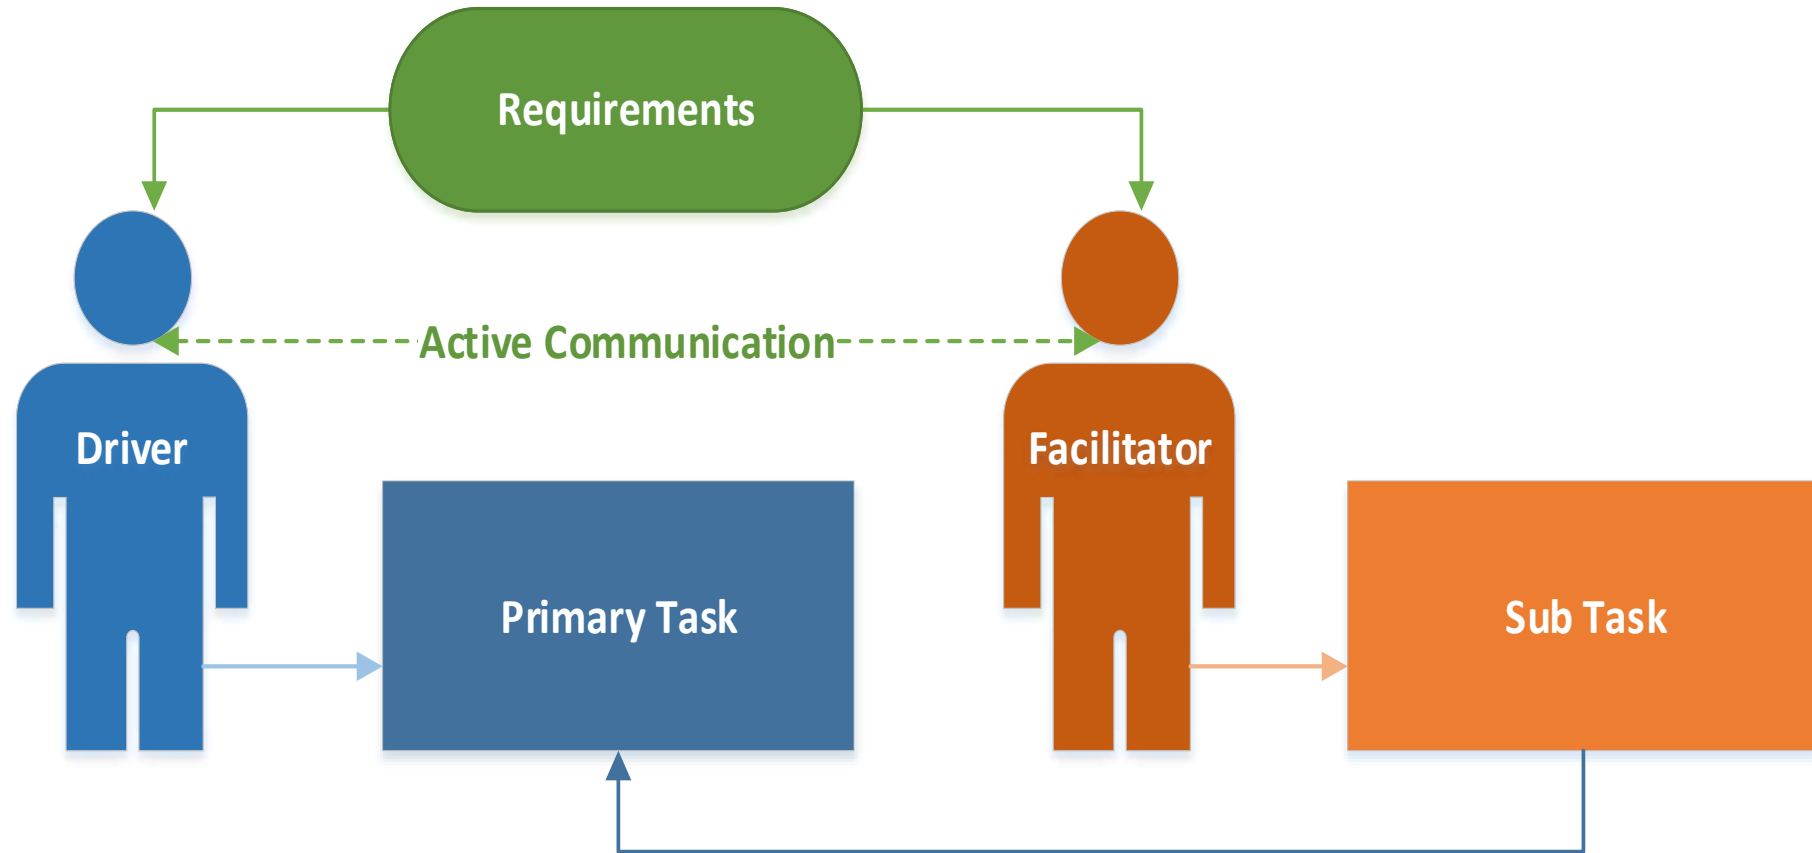 Requirements
Active Communication
Driver
Facilitator
Primary Task
Sub Task